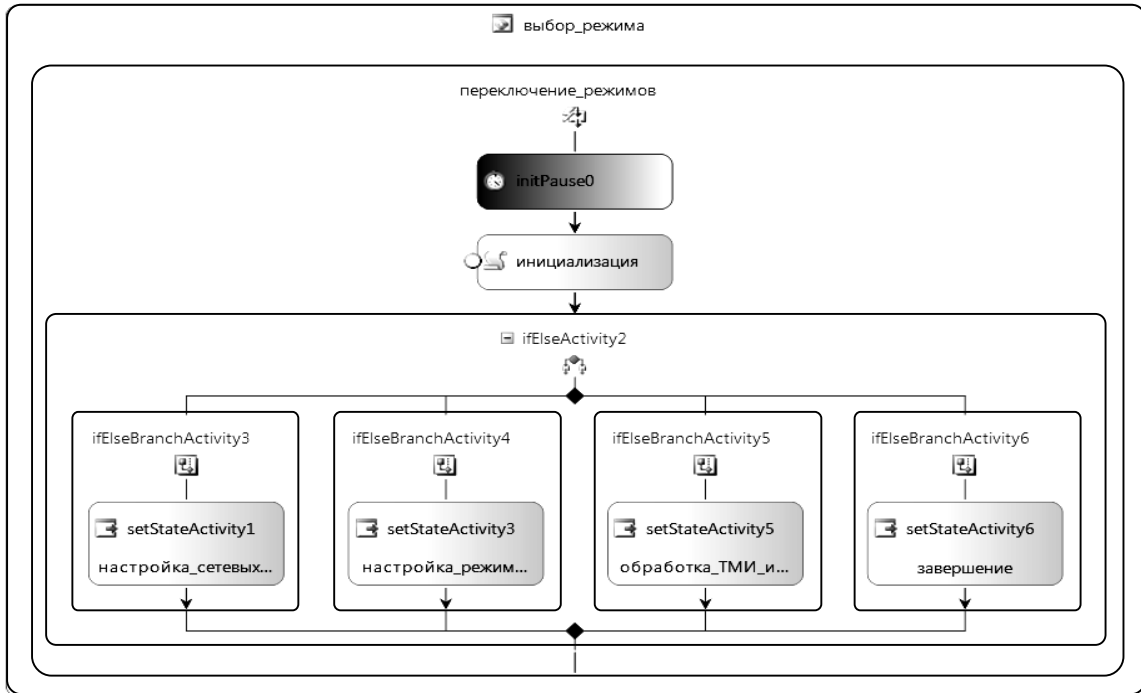 выбор_режима
переключение_режимов
initPause0
инициализация
ifElseActivity2
ifElseBranchActivity3 ifElseBranchActivity4 ifElseBranchActivity5 ifElseBranchActivity6
setStateActivity1 setStateActivity3 setStateActivity5 setStateActivity6
настройка_сетевых... настройка_режим... обработка_ТМИ_и... завершение